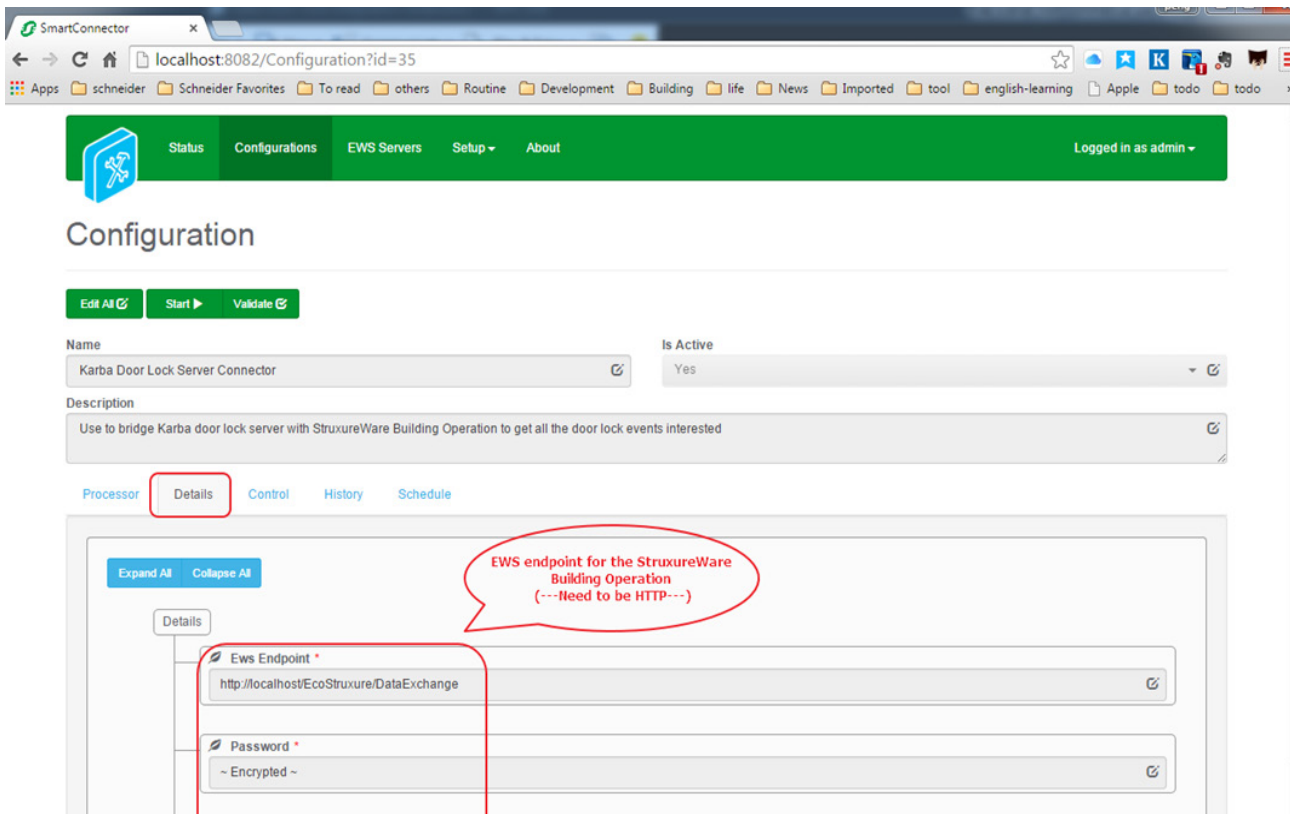 SmartConnector
localhost:8082/Configuration?id=35
Apps schneider Schneider Favorites To read others Routine Development Building life News Imported tool english-learning Apple todo todo
Status Configurations EWS Servers Setup About Logged in as admin
Configuration
Edit All Start Validate
Name Is Active
Karba Door Lock Server Connector Yes
Description
Use to bridge Karba door lock server with StruxureWare Building Operation to get all the door lock events interested
Processor Details Control History Schedule
EWS endpoint for the StruxureWare
Building Operation
(---Need to be HTTP---)
Expand All Collapse All
Details
Ews Endpoint *
http://localhost/EcoStruxure/DataExchange
Password *
~ Encrypted ~